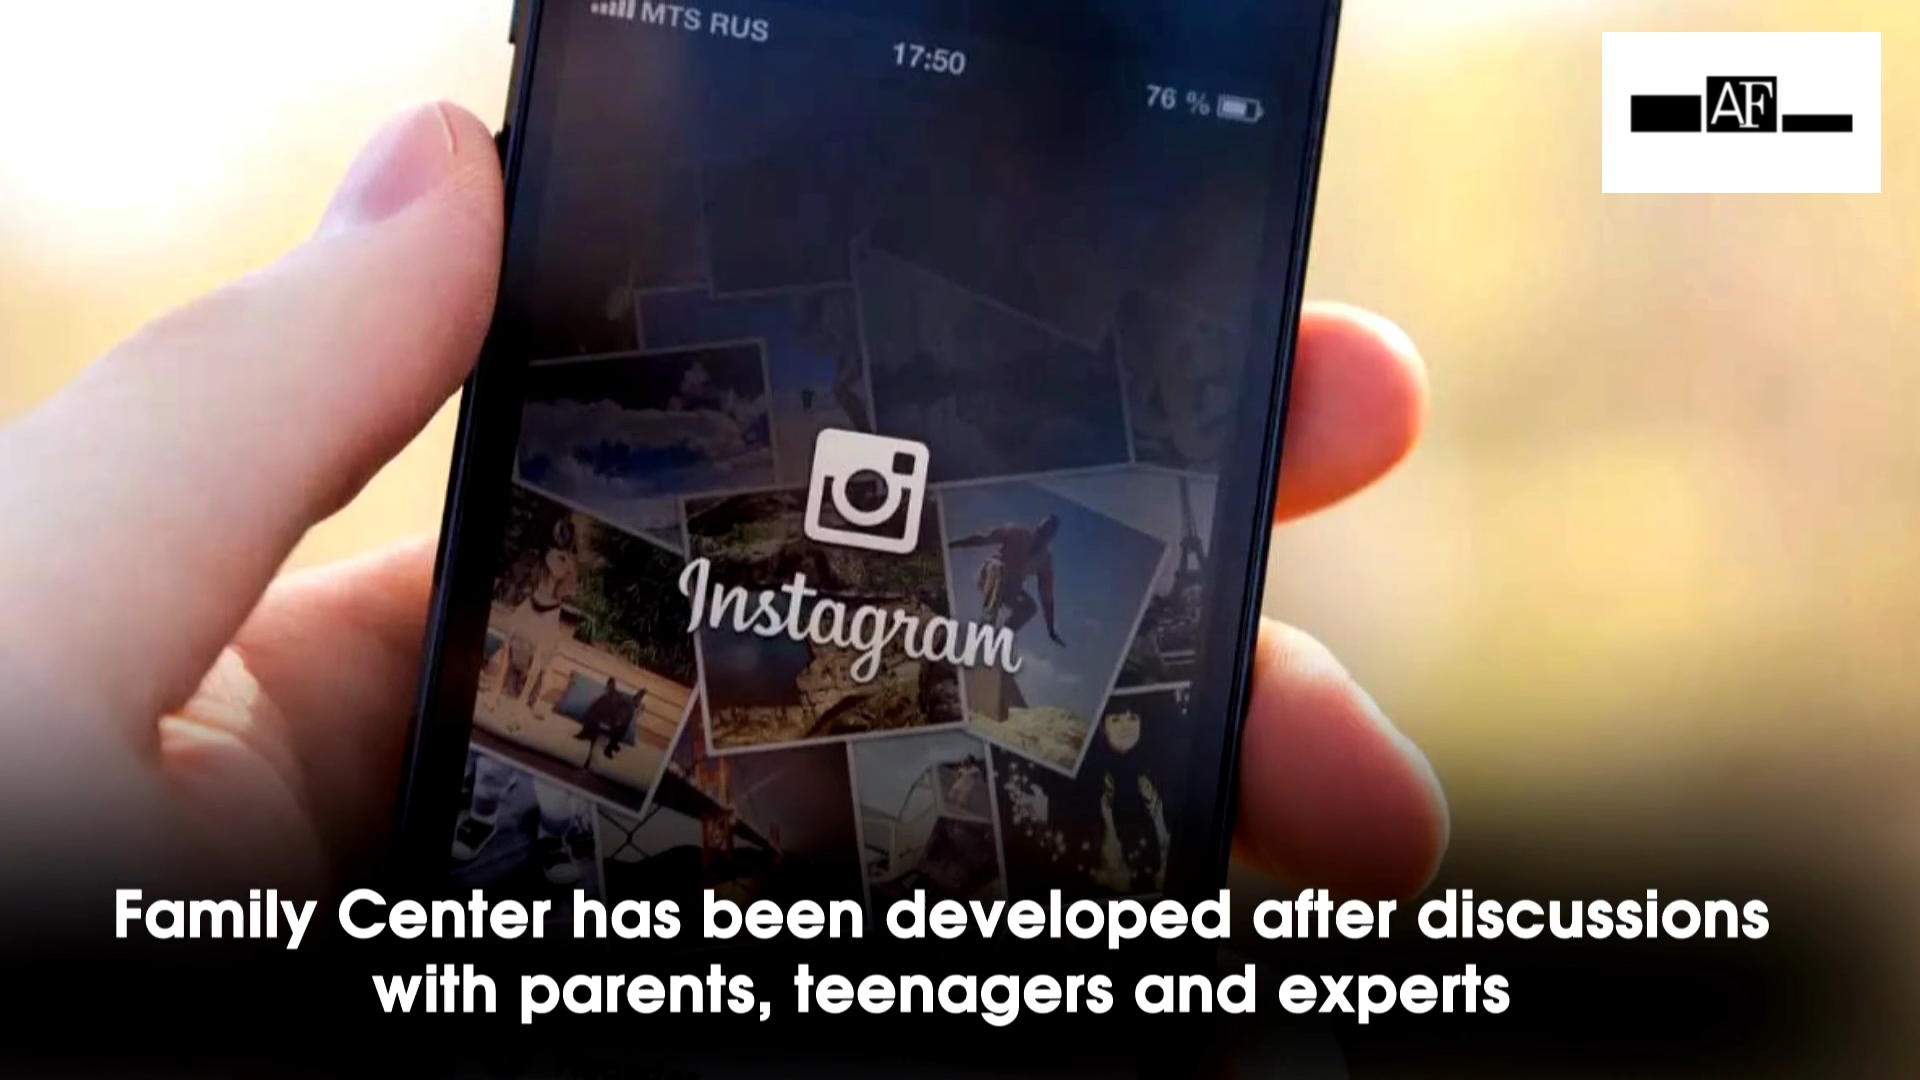 MTS RUS
17:50
76 %
AF
Instagram
Family Center has been developed after discussions
with parents, teenagers and experts